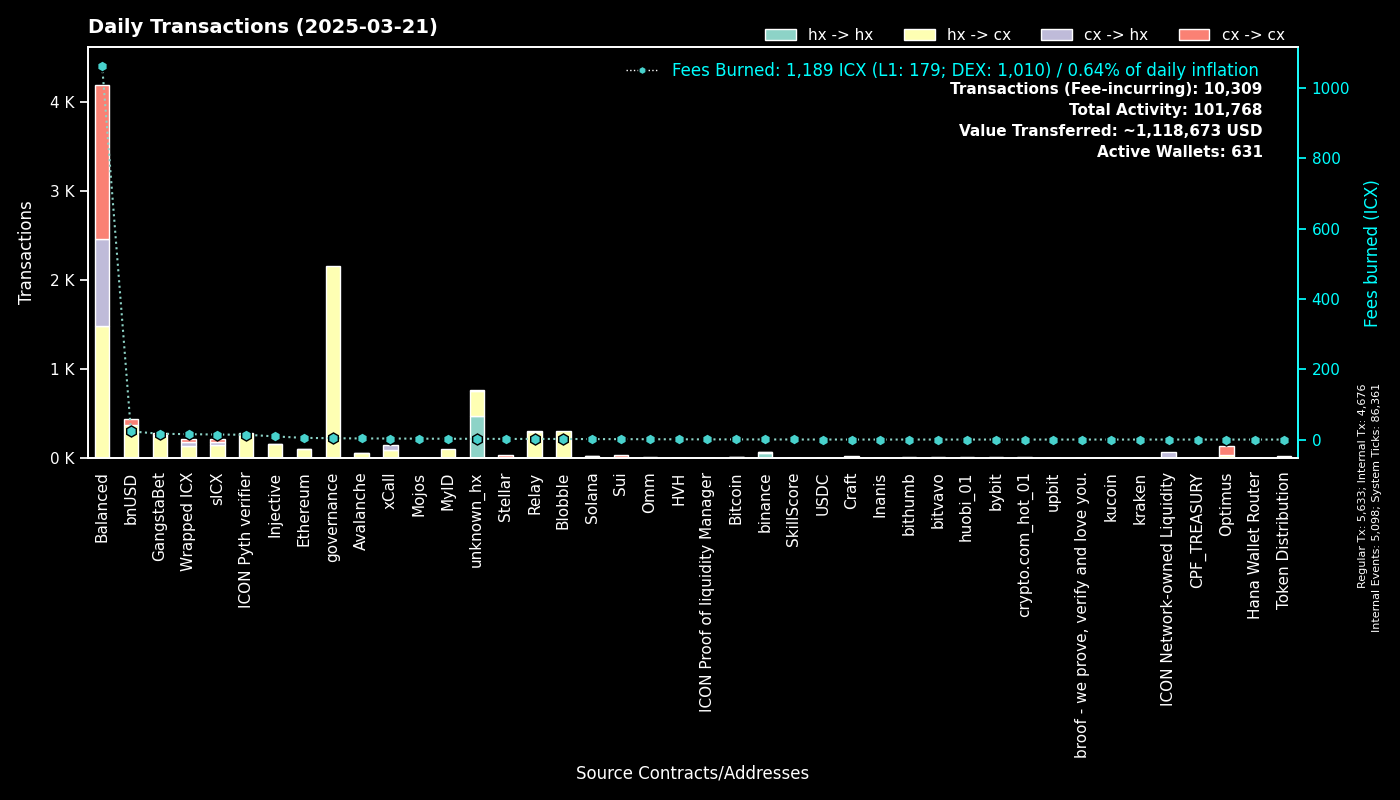 Daily Transactions (2025-03-21)
hx -> hx
hx -> cx
cx -> hx
cx -> cx
Fees Burned: 1,189 ICX (L1: 179; DEX: 1,010) / 0.64% of daily inflation
Transactions (Fee-incurring): 10,309
Total Activity: 101,768
Value Transferred: ~1,118,673 USD
Active Wallets: 631
Transactions
4 K
3 K
2 K
1 K
0 K
1000
800
600
400
200
0
Fees burned (ICX)
Regular Tx: 5,633; Internal Tx: 4,676
Internal Events: 5,098; System Ticks: 86,361
Balanced
bnUSD
GangstaBet
Wrapped ICX
sICX
ICON Pyth verifier
Injective
Ethereum
governance
Avalanche
xCall
Mojos
MyID
unknown_hx
Stellar
Relay
Blobble
Solana
Sui
Omm
HVH
ICON Proof of liquidity Manager
Bitcoin
binance
SkillScore
USDC
Craft
Inanis
bithumb
bitvavo
huobi_01
bybit
crypto.com_hot_01
upbit
broof - we prove, verify and love you.
kucoin
kraken
ICON Network-owned Liquidity
CPF_TREASURY
Optimus
Hana Wallet Router
Token Distribution
Source Contracts/Addresses